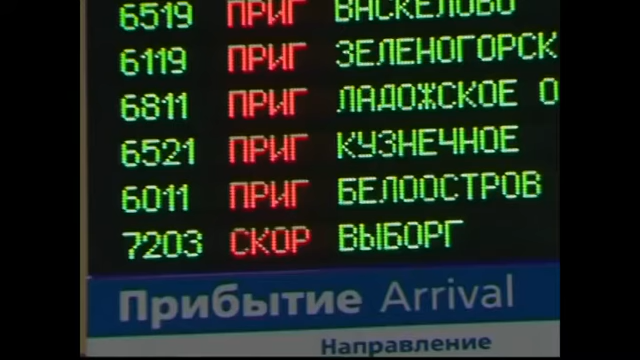 6519 ПРИГ ВАСКЕЛОВО
6119 ПРИГ ЗЕЛЕНОГОРСК
6811 ПРИГ ЛАДОЖСКОЕ О
6521 ПРИГ КУЗНЕЧНОЕ
6011 ПРИГ БЕЛООСТРОВ
7203 СКОР ВЫБОРГ
Прибытие Arrival
Направление